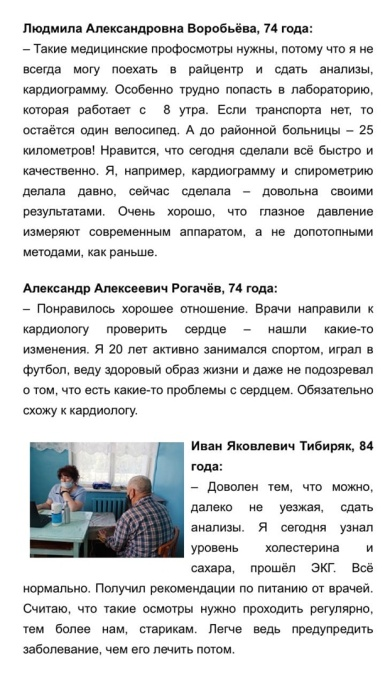 Людмила Александровна Воробьёва, 74 года:
– Такие медицинские профосмотры нужны, потому что я не
всегда могу поехать в райцентр и сдать анализы,
кардиограмму. Особенно трудно попасть в лабораторию,
которая работает с 8 утра. Если транспорта нет, то
остаётся один велосипед. А до районной больницы – 25
километров! Нравится, что сегодня сделали всё быстро и
качественно. Я, например, кардиограмму и спирометрию
делала давно, сейчас сделала – довольна своими
результатами. Очень хорошо, что глазное давление
измеряют современным аппаратом, а не допотопными
методами, как раньше.
Александр Алексеевич Рогачёв, 74 года:
– Понравилось хорошее отношение. Врачи направили к
кардиологу проверить сердце – нашли какие-то
изменения. Я 20 лет активно занимался спортом, играл в
футбол, веду здоровый образ жизни и даже не подозревал
о том, что есть какие-то проблемы с сердцем. Обязательно
схожу к кардиологу.
Иван Яковлевич Тибиряк, 84
года:
– Доволен тем, что можно,
далеко не уезжая, сдать
анализы. Я сегодня узнал
уровень холестерина и
сахара, прошёл ЭКГ. Всё
нормально. Получил рекомендации по питанию от врачей.
Считаю, что такие осмотры нужно проходить регулярно,
тем более нам, старикам. Легче ведь предупредить
заболевание, чем его лечить потом.